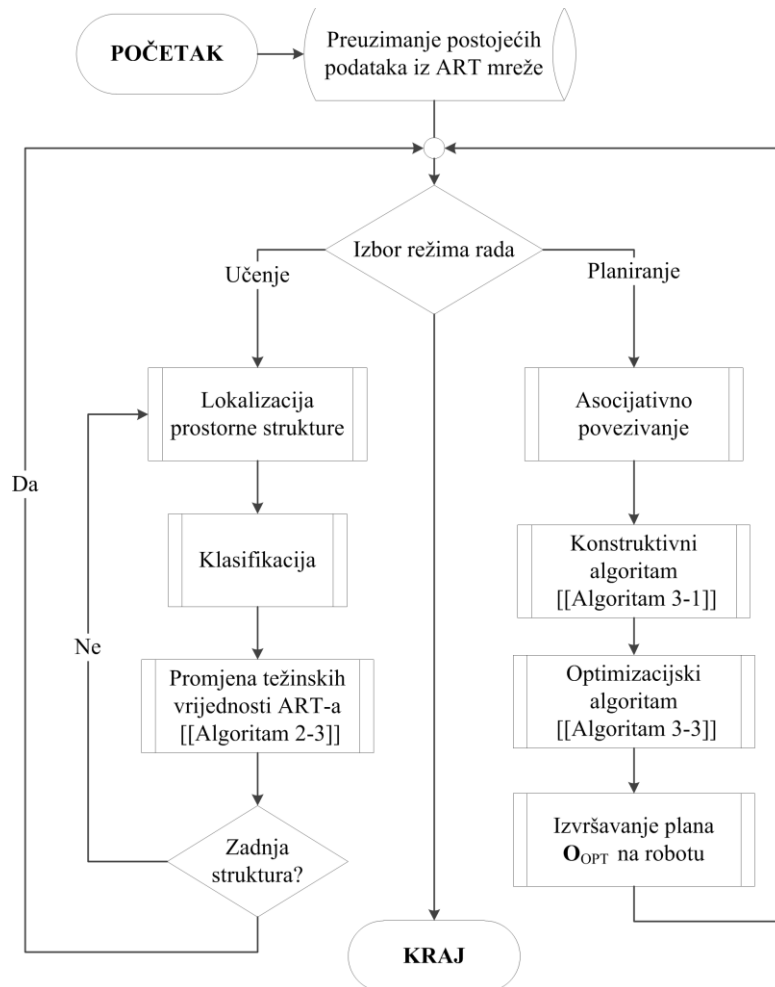 POČETAK
Preuzimanje postojećih
podataka iz ART mreže
Izbor režima rada
Učenje
Planiranje
Lokalizacija
prostorne strukture
Asocijativno
povezivanje
Da
Klasifikacija
Konstruktivni
algoritam
[[Algoritam 3-1]]
Ne
Promjena težinskih
vrijednosti ART-a
[[Algoritam 2-3]]
Optimizacijski
algoritam
[[Algoritam 3-3]]
Zadnja
struktura?
Izvršavanje plana
OOPT na robotu
KRAJ